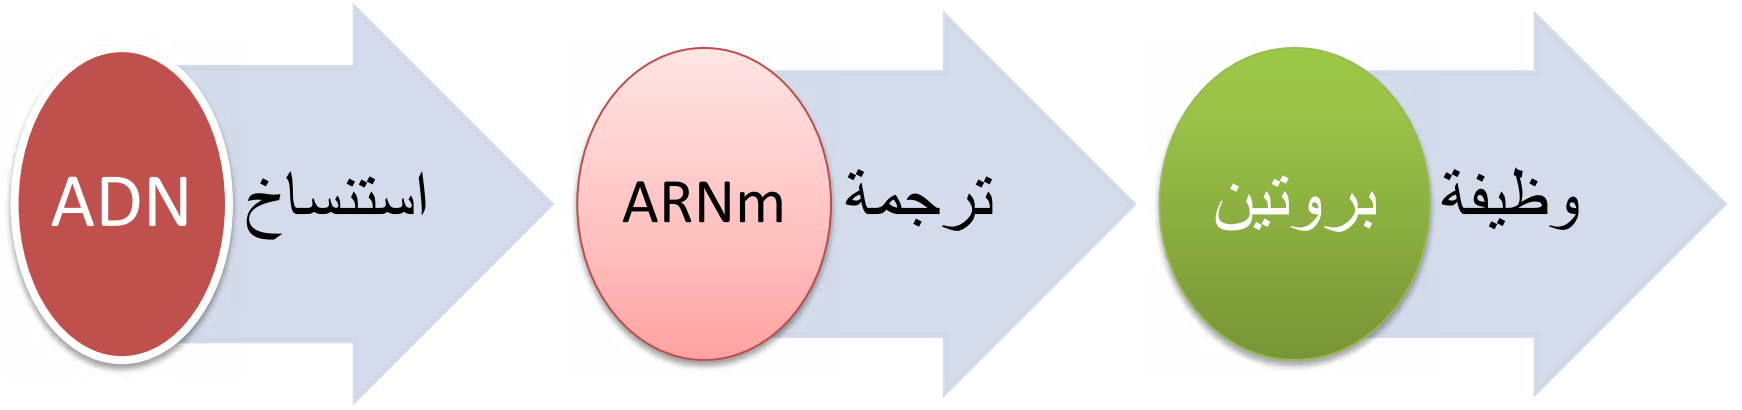 ADN
استنساخ
ARNm
ترجمة
بروتين
وظيفة